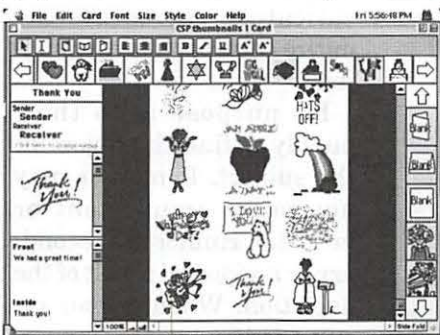 File Edit Card Font Size Style Color Help
Fri 5:56:48 PM
CSP thumbnails 1 Card
B I U A A
Thank You
Sender
Sender
Receiver
Receiver
Thank You!
Front
We had a great time!
Inside
Thank you!
HATS
OFF!
Blank
Blank
Blank
I LOVE
YOU
Thank
You!
100%
Side Fold